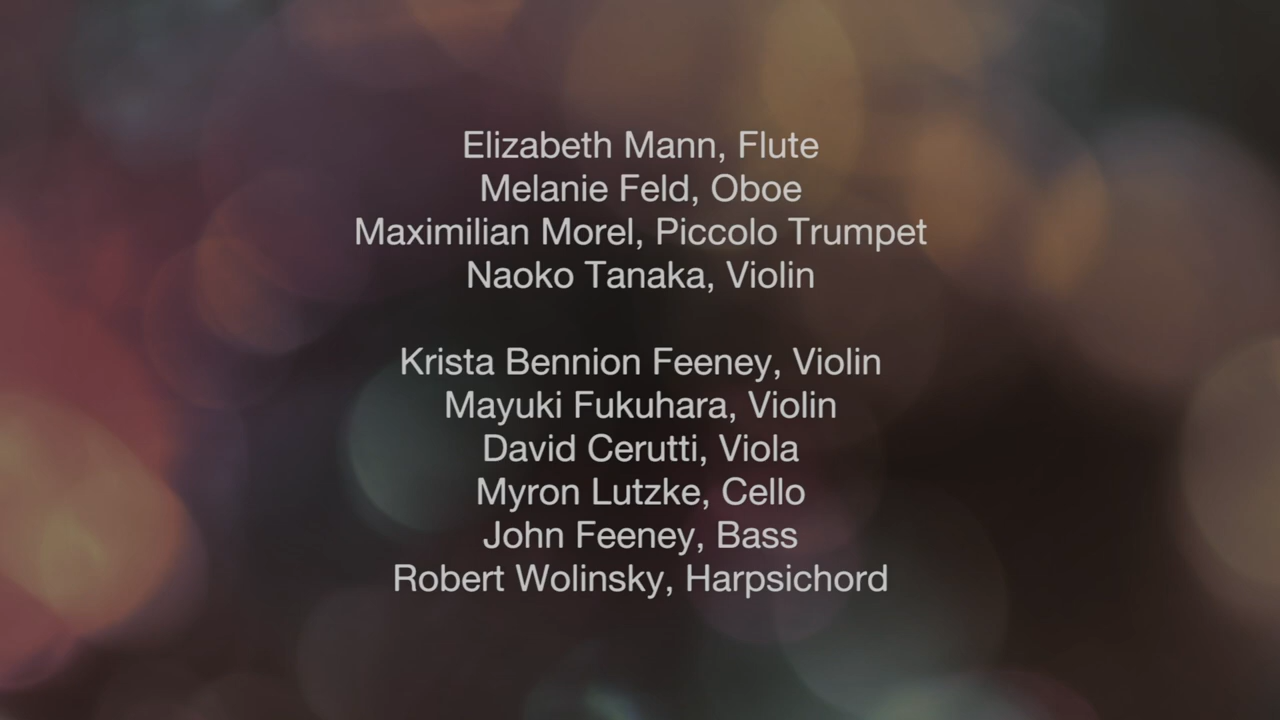 Elizabeth Mann, Flute
Melanie Feld, Oboe
Maximilian Morel, Piccolo Trumpet
Naoko Tanaka, Violin
Krista Bennion Feeney, Violin
Mayuki Fukuhara, Violin
David Cerutti, Viola
Myron Lutzke, Cello
John Feeney, Bass
Robert Wolinsky, Harpsichord